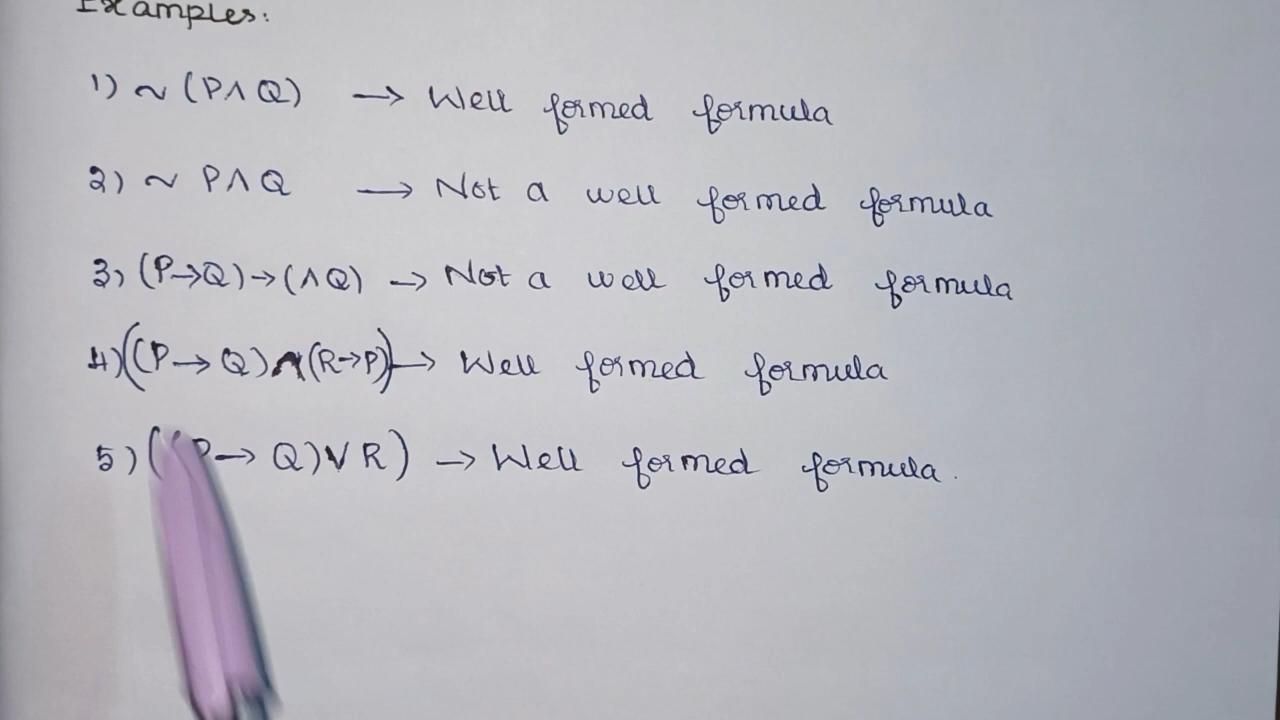 Examples:
1) ~ (P∧Q) → Well formed formula
2) ~ P∧Q → Not a well formed formula
3) (P→Q)→(∧Q) → Not a well formed formula
4) ((P→Q)∧(R→P)) → Well formed formula
5) ((P→Q)∨R) → Well formed formula.